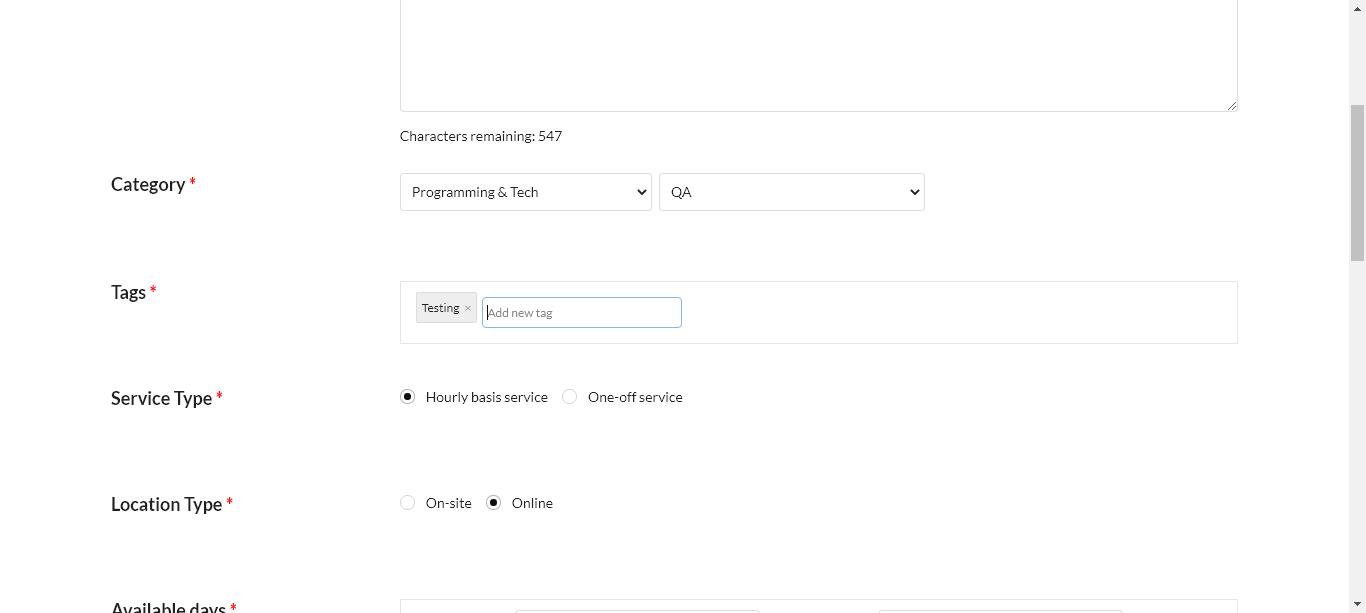 Characters remaining: 547
Category *
Programming & Tech
QA
Tags *
Testing ×
Add new tag
Service Type *
Hourly basis service
One-off service
Location Type *
On-site
Online
Available days *